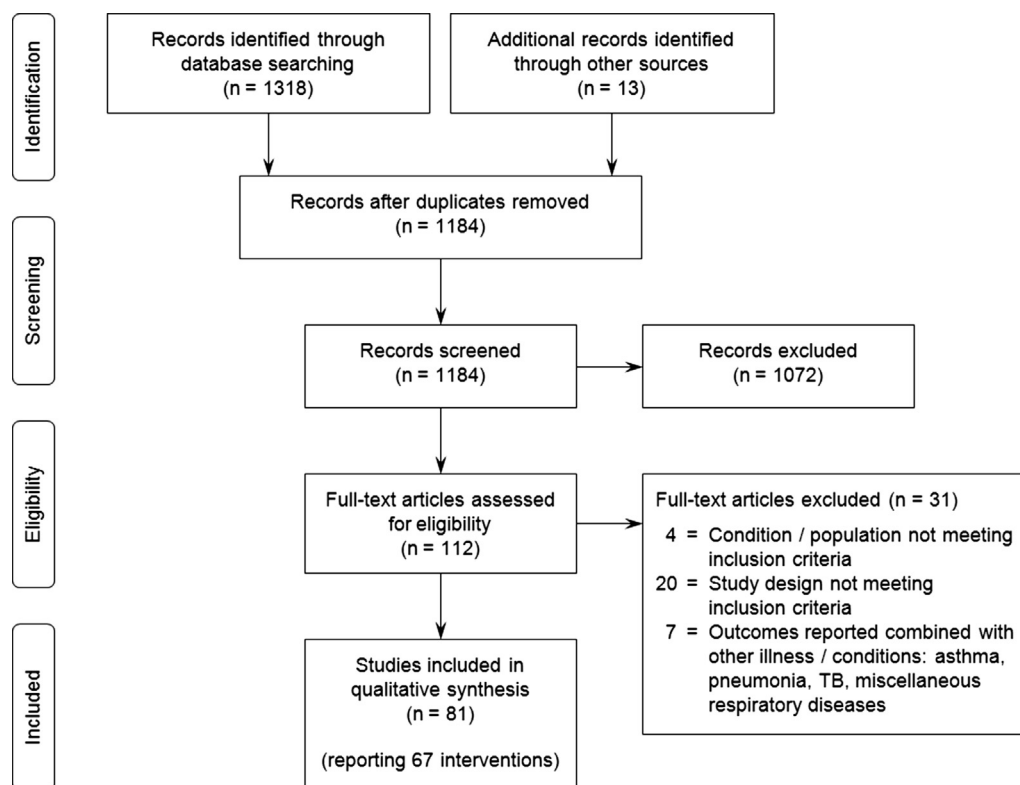 Identification
Records identified through
database searching
(n = 1318)
Additional records identified
through other sources
(n = 13)
Records after duplicates removed
(n = 1184)
Screening
Records screened
(n = 1184)
Records excluded
(n = 1072)
Eligibility
Full-text articles assessed
for eligibility
(n = 112)
Full-text articles excluded (n = 31)
4 = Condition / population not meeting
inclusion criteria
20 = Study design not meeting
inclusion criteria
7 = Outcomes reported combined with
other illness / conditions: asthma,
pneumonia, TB, miscellaneous
respiratory diseases
Included
Studies included in
qualitative synthesis
(n = 81)
(reporting 67 interventions)